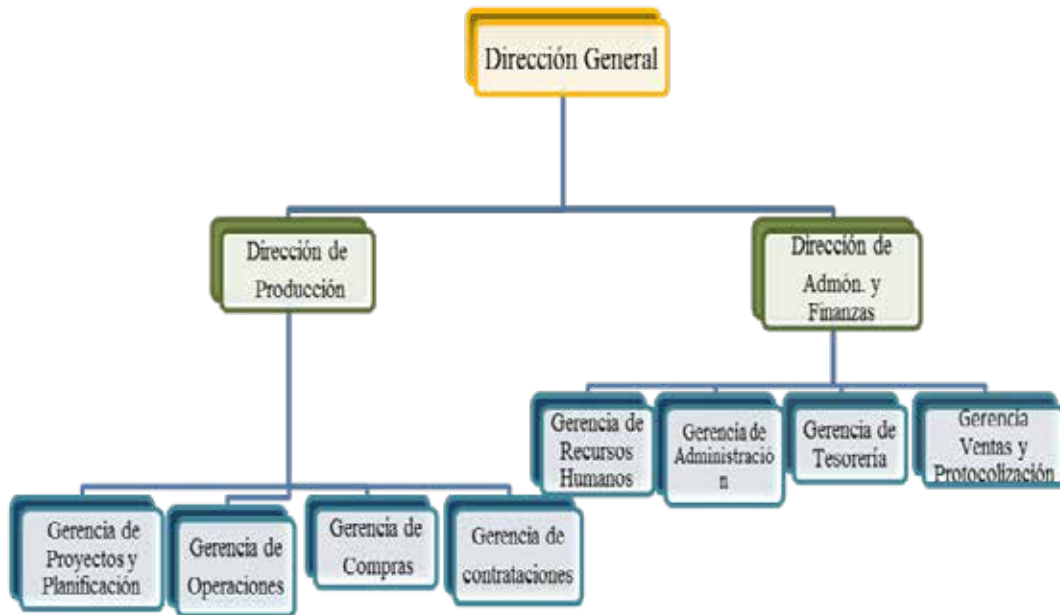 Dirección General
Dirección de
Producción
Dirección de
Admón. y
Finanzas
Gerencia de
Recursos
Humanos
Gerencia de
Administració
n
Gerencia de
Tesorería
Gerencia
Ventas y
Protocolización
Gerencia de
Proyectos y
Planificación
Gerencia de
Operaciones
Gerencia de
Compras
Gerencia de
contrataciones